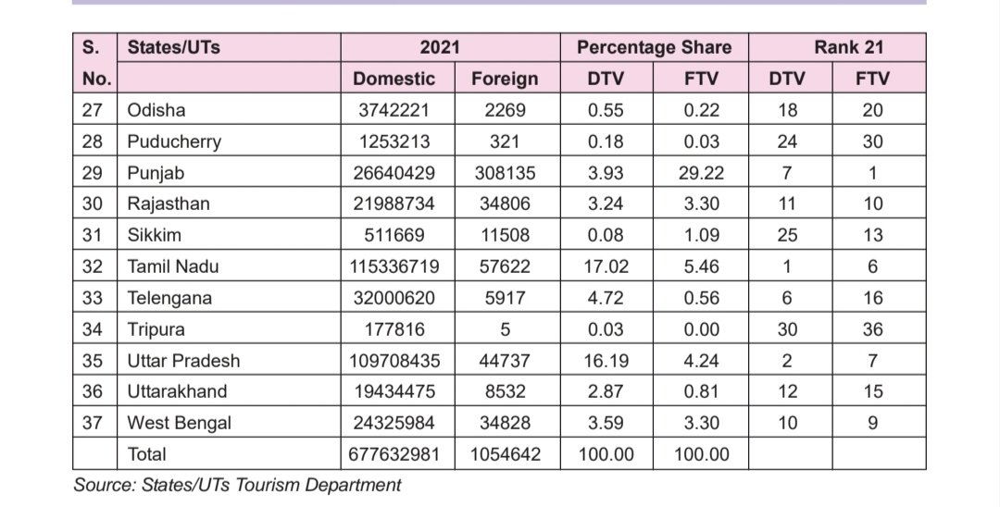 S. States/UTs 2021 Percentage Share Rank 21
No. Domestic Foreign DTV FTV DTV FTV
27 Odisha 3742221 2269 0.55 0.22 18 20
28 Puducherry 1253213 321 0.18 0.03 24 30
29 Punjab 26640429 308135 3.93 29.22 7 1
30 Rajasthan 21988734 34806 3.24 3.30 11 10
31 Sikkim 511669 11508 0.08 1.09 25 13
32 Tamil Nadu 115336719 57622 17.02 5.46 1 6
33 Telengana 32000620 5917 4.72 0.56 6 16
34 Tripura 177816 5 0.03 0.00 30 36
35 Uttar Pradesh 109708435 44737 16.19 4.24 2 7
36 Uttarakhand 19434475 8532 2.87 0.81 12 15
37 West Bengal 24325984 34828 3.59 3.30 10 9
Total 677632981 1054642 100.00 100.00
Source: States/UTs Tourism Department